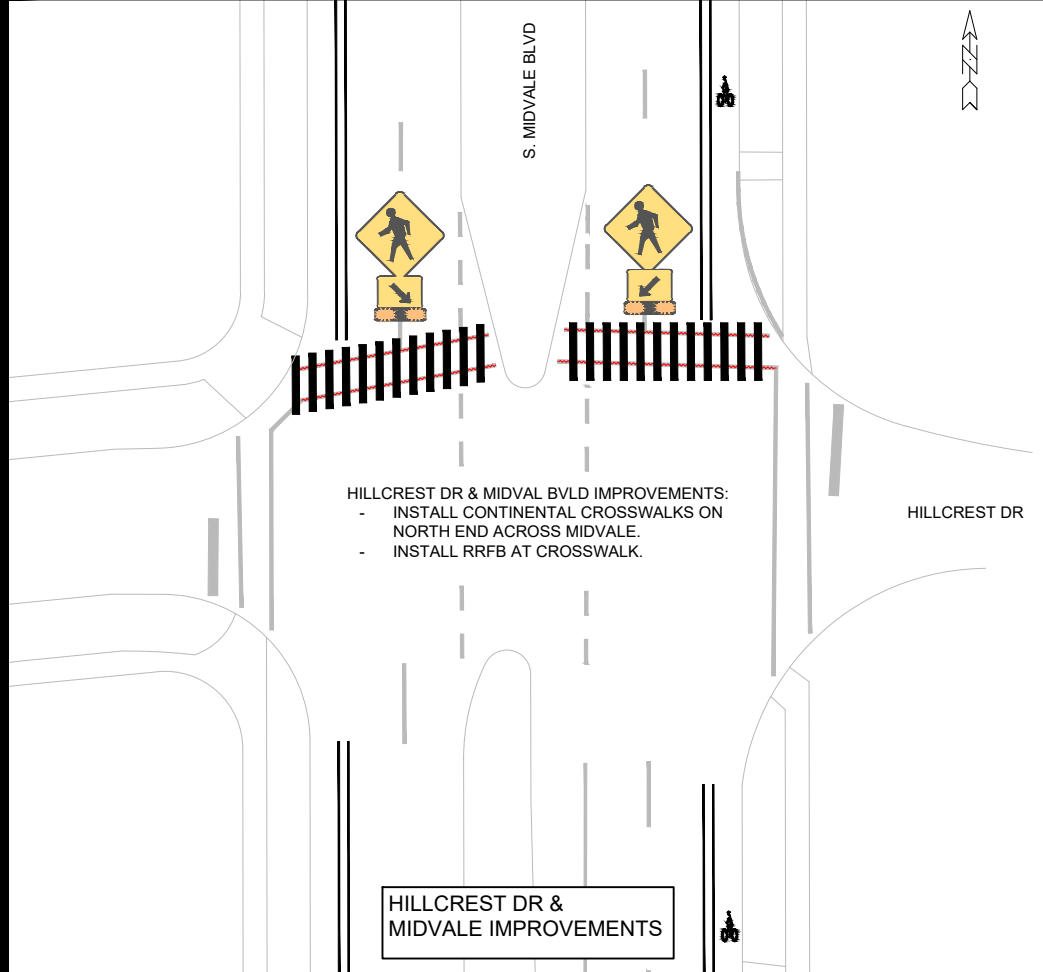 S. MIDVALE BLVD
N
HILLCREST DR & MIDVAL BVLD IMPROVEMENTS:
- INSTALL CONTINENTAL CROSSWALKS ON
NORTH END ACROSS MIDVALE.
- INSTALL RRFB AT CROSSWALK.
HILLCREST DR
HILLCREST DR &
MIDVALE IMPROVEMENTS